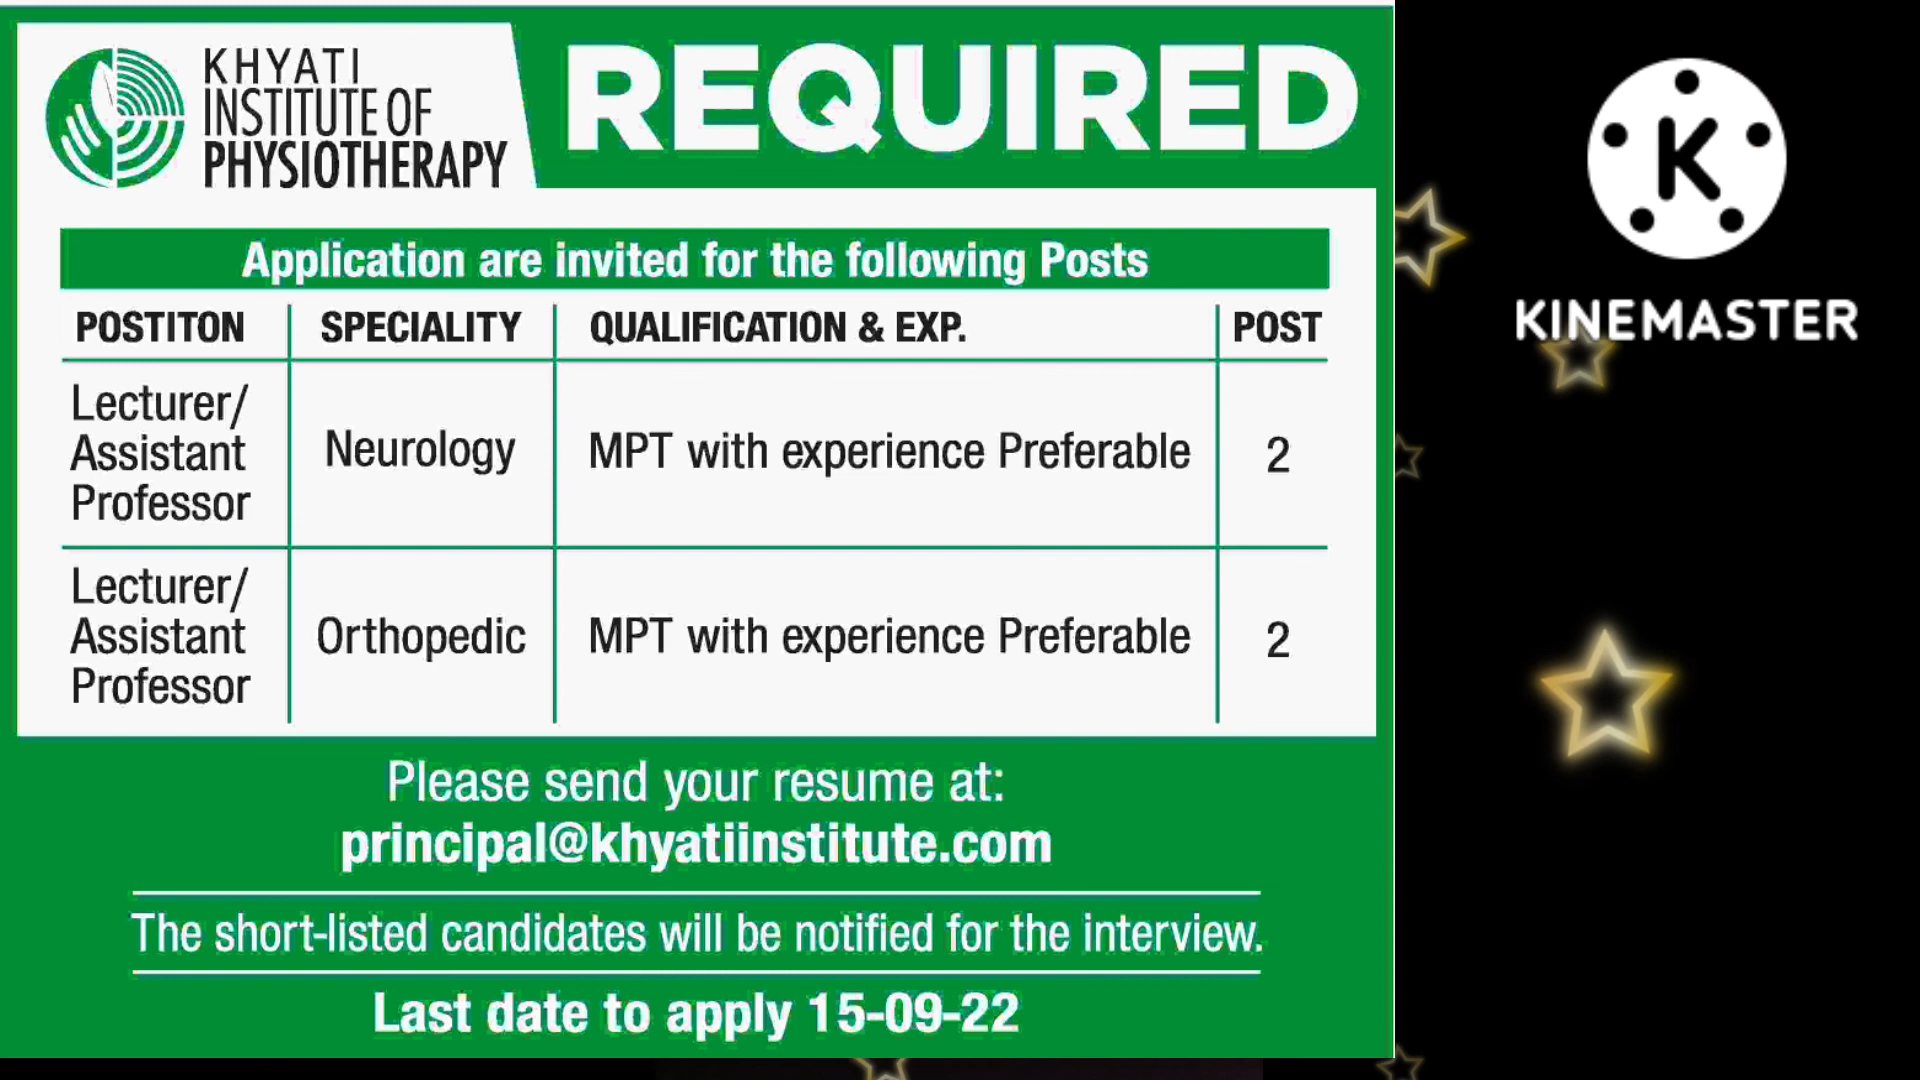 KHYATI
INSTITUTE OF
PHYSIOTHERAPY
REQUIRED
Application are invited for the following Posts
POSTITON SPECIALITY QUALIFICATION & EXP. POST
Lecturer/
Assistant
Professor
Neurology
MPT with experience Preferable
2
Lecturer/
Assistant
Professor
Orthopedic
MPT with experience Preferable
2
Please send your resume at:
principal@khyatiinstitute.com
The short-listed candidates will be notified for the interview.
Last date to apply 15-09-22
K
KINEMASTER